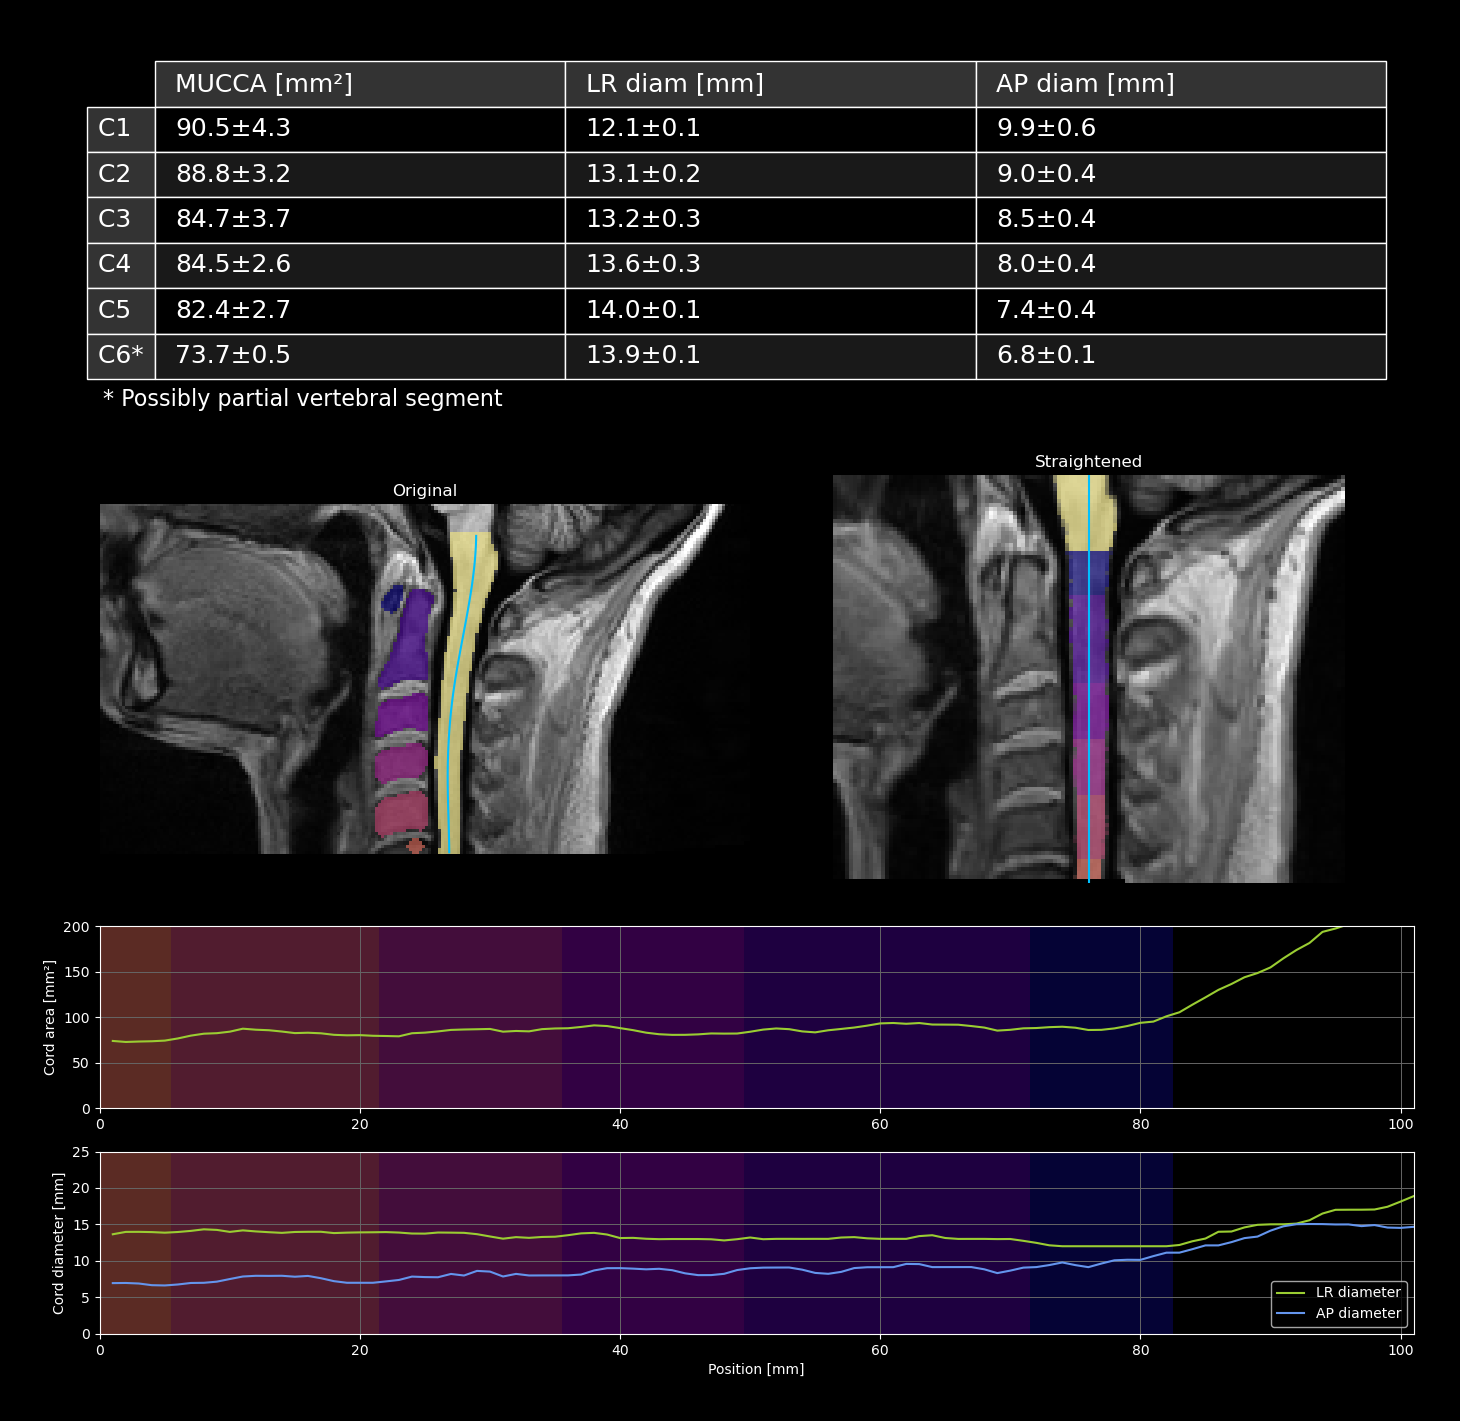 MUCCA [mm²] LR diam [mm] AP diam [mm]
C1 90.5±4.3 12.1±0.1 9.9±0.6
C2 88.8±3.2 13.1±0.2 9.0±0.4
C3 84.7±3.7 13.2±0.3 8.5±0.4
C4 84.5±2.6 13.6±0.3 8.0±0.4
C5 82.4±2.7 14.0±0.1 7.4±0.4
C6* 73.7±0.5 13.9±0.1 6.8±0.1
* Possibly partial vertebral segment
Original
Straightened
Cord area [mm²]
200
150
100
50
0
0 20 40 60 80 100
Cord diameter [mm]
25
20
15
10
5
0
LR diameter
AP diameter
0 20 40 60 80 100
Position [mm]